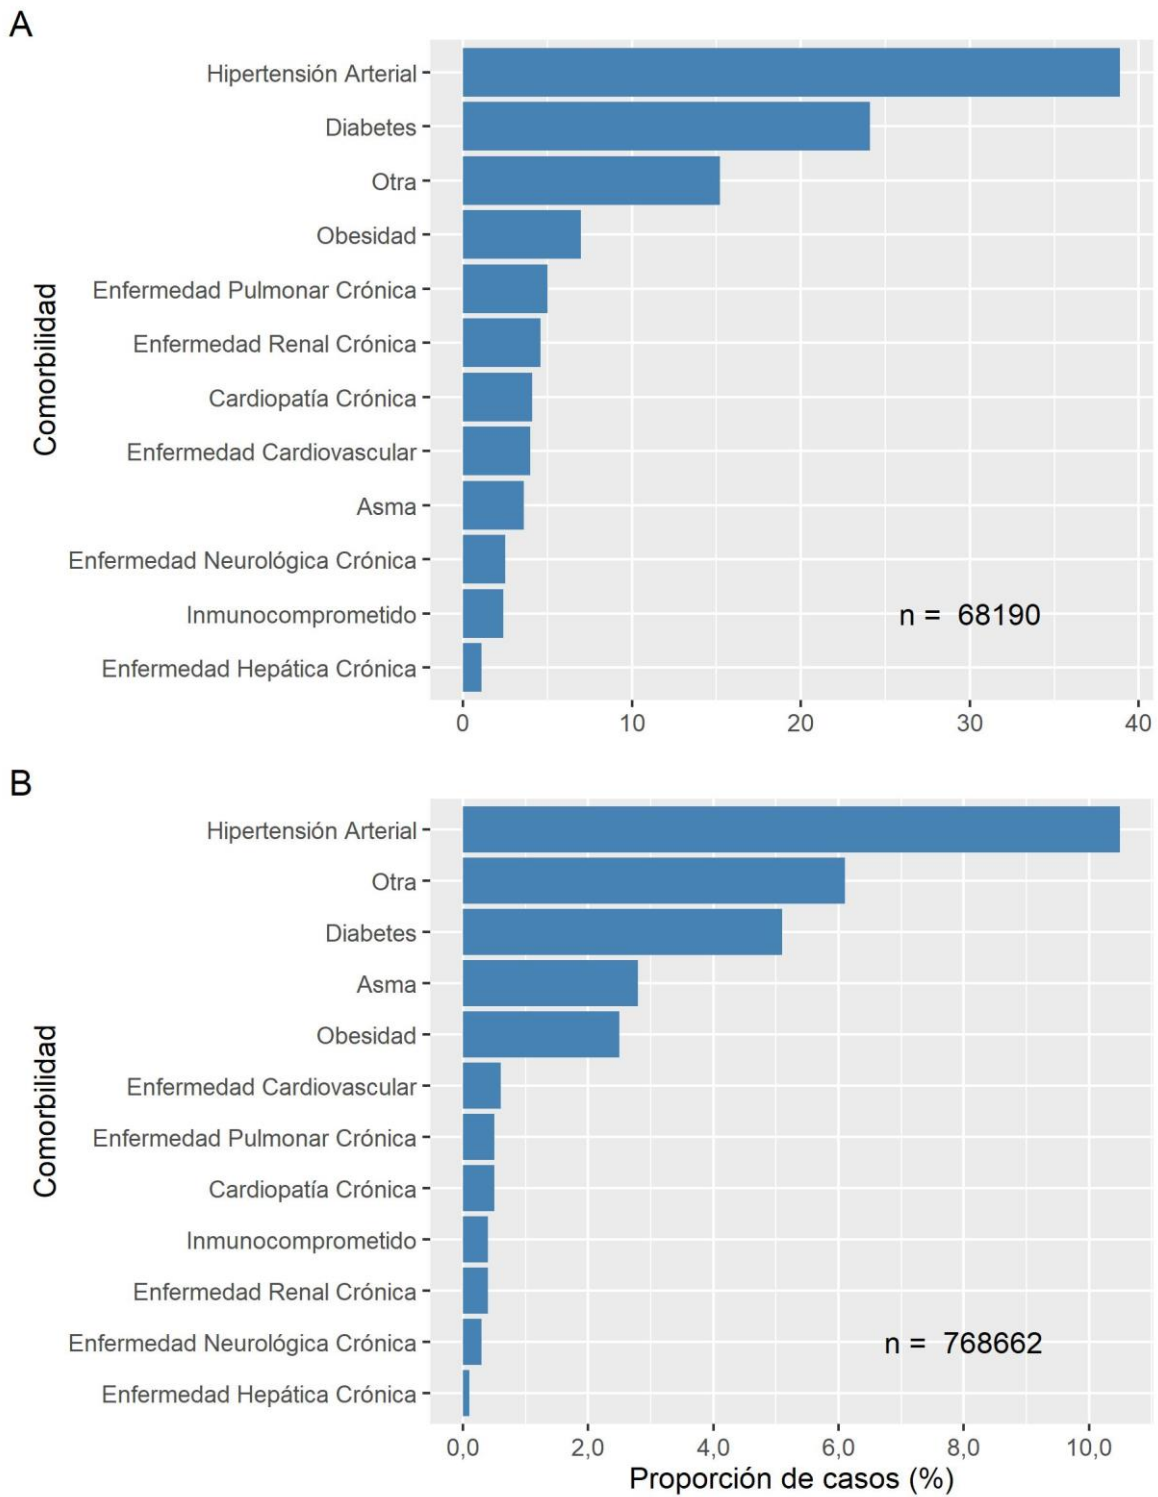 A
Comorbilidad
Hipertensión Arterial
Diabetes
Otra
Obesidad
Enfermedad Pulmonar Crónica
Enfermedad Renal Crónica
Cardiopatía Crónica
Enfermedad Cardiovascular
Asma
Enfermedad Neurológica Crónica
Inmunocomprometido
Enfermedad Hepática Crónica
n = 68190
0 10 20 30 40
B
Comorbilidad
Hipertensión Arterial
Otra
Diabetes
Asma
Obesidad
Enfermedad Cardiovascular
Enfermedad Pulmonar Crónica
Cardiopatía Crónica
Inmunocomprometido
Enfermedad Renal Crónica
Enfermedad Neurológica Crónica
Enfermedad Hepática Crónica
n = 768662
0,0 2,0 4,0 6,0 8,0 10,0
Proporción de casos (%)